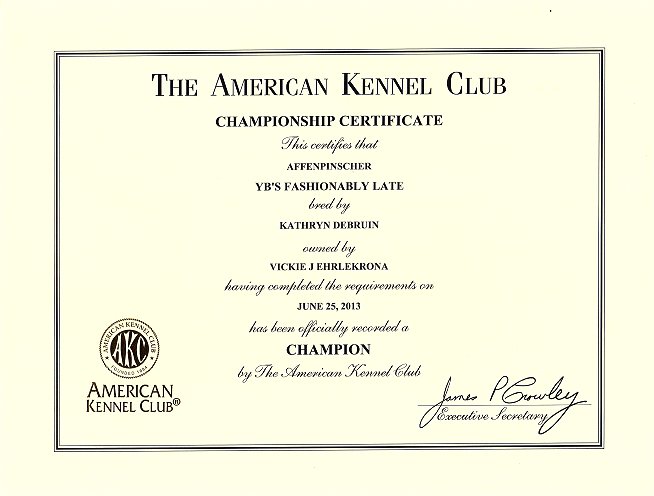 THE AMERICAN KENNEL CLUB
CHAMPIONSHIP CERTIFICATE
This certifies that
AFFENPINSCHER
YB'S FASHIONABLY LATE
bred by
KATHRYN DEBRUIN
owned by
VICKIE J EHRLEKRONA
having completed the requirements on
JUNE 25, 2013
has been officially recorded a
CHAMPION
by The American Kennel Club
AMERICAN KENNEL CLUB
AKC
FOUNDED 1884
AMERICAN
KENNEL CLUB®
James P Crowley
Executive Secretary